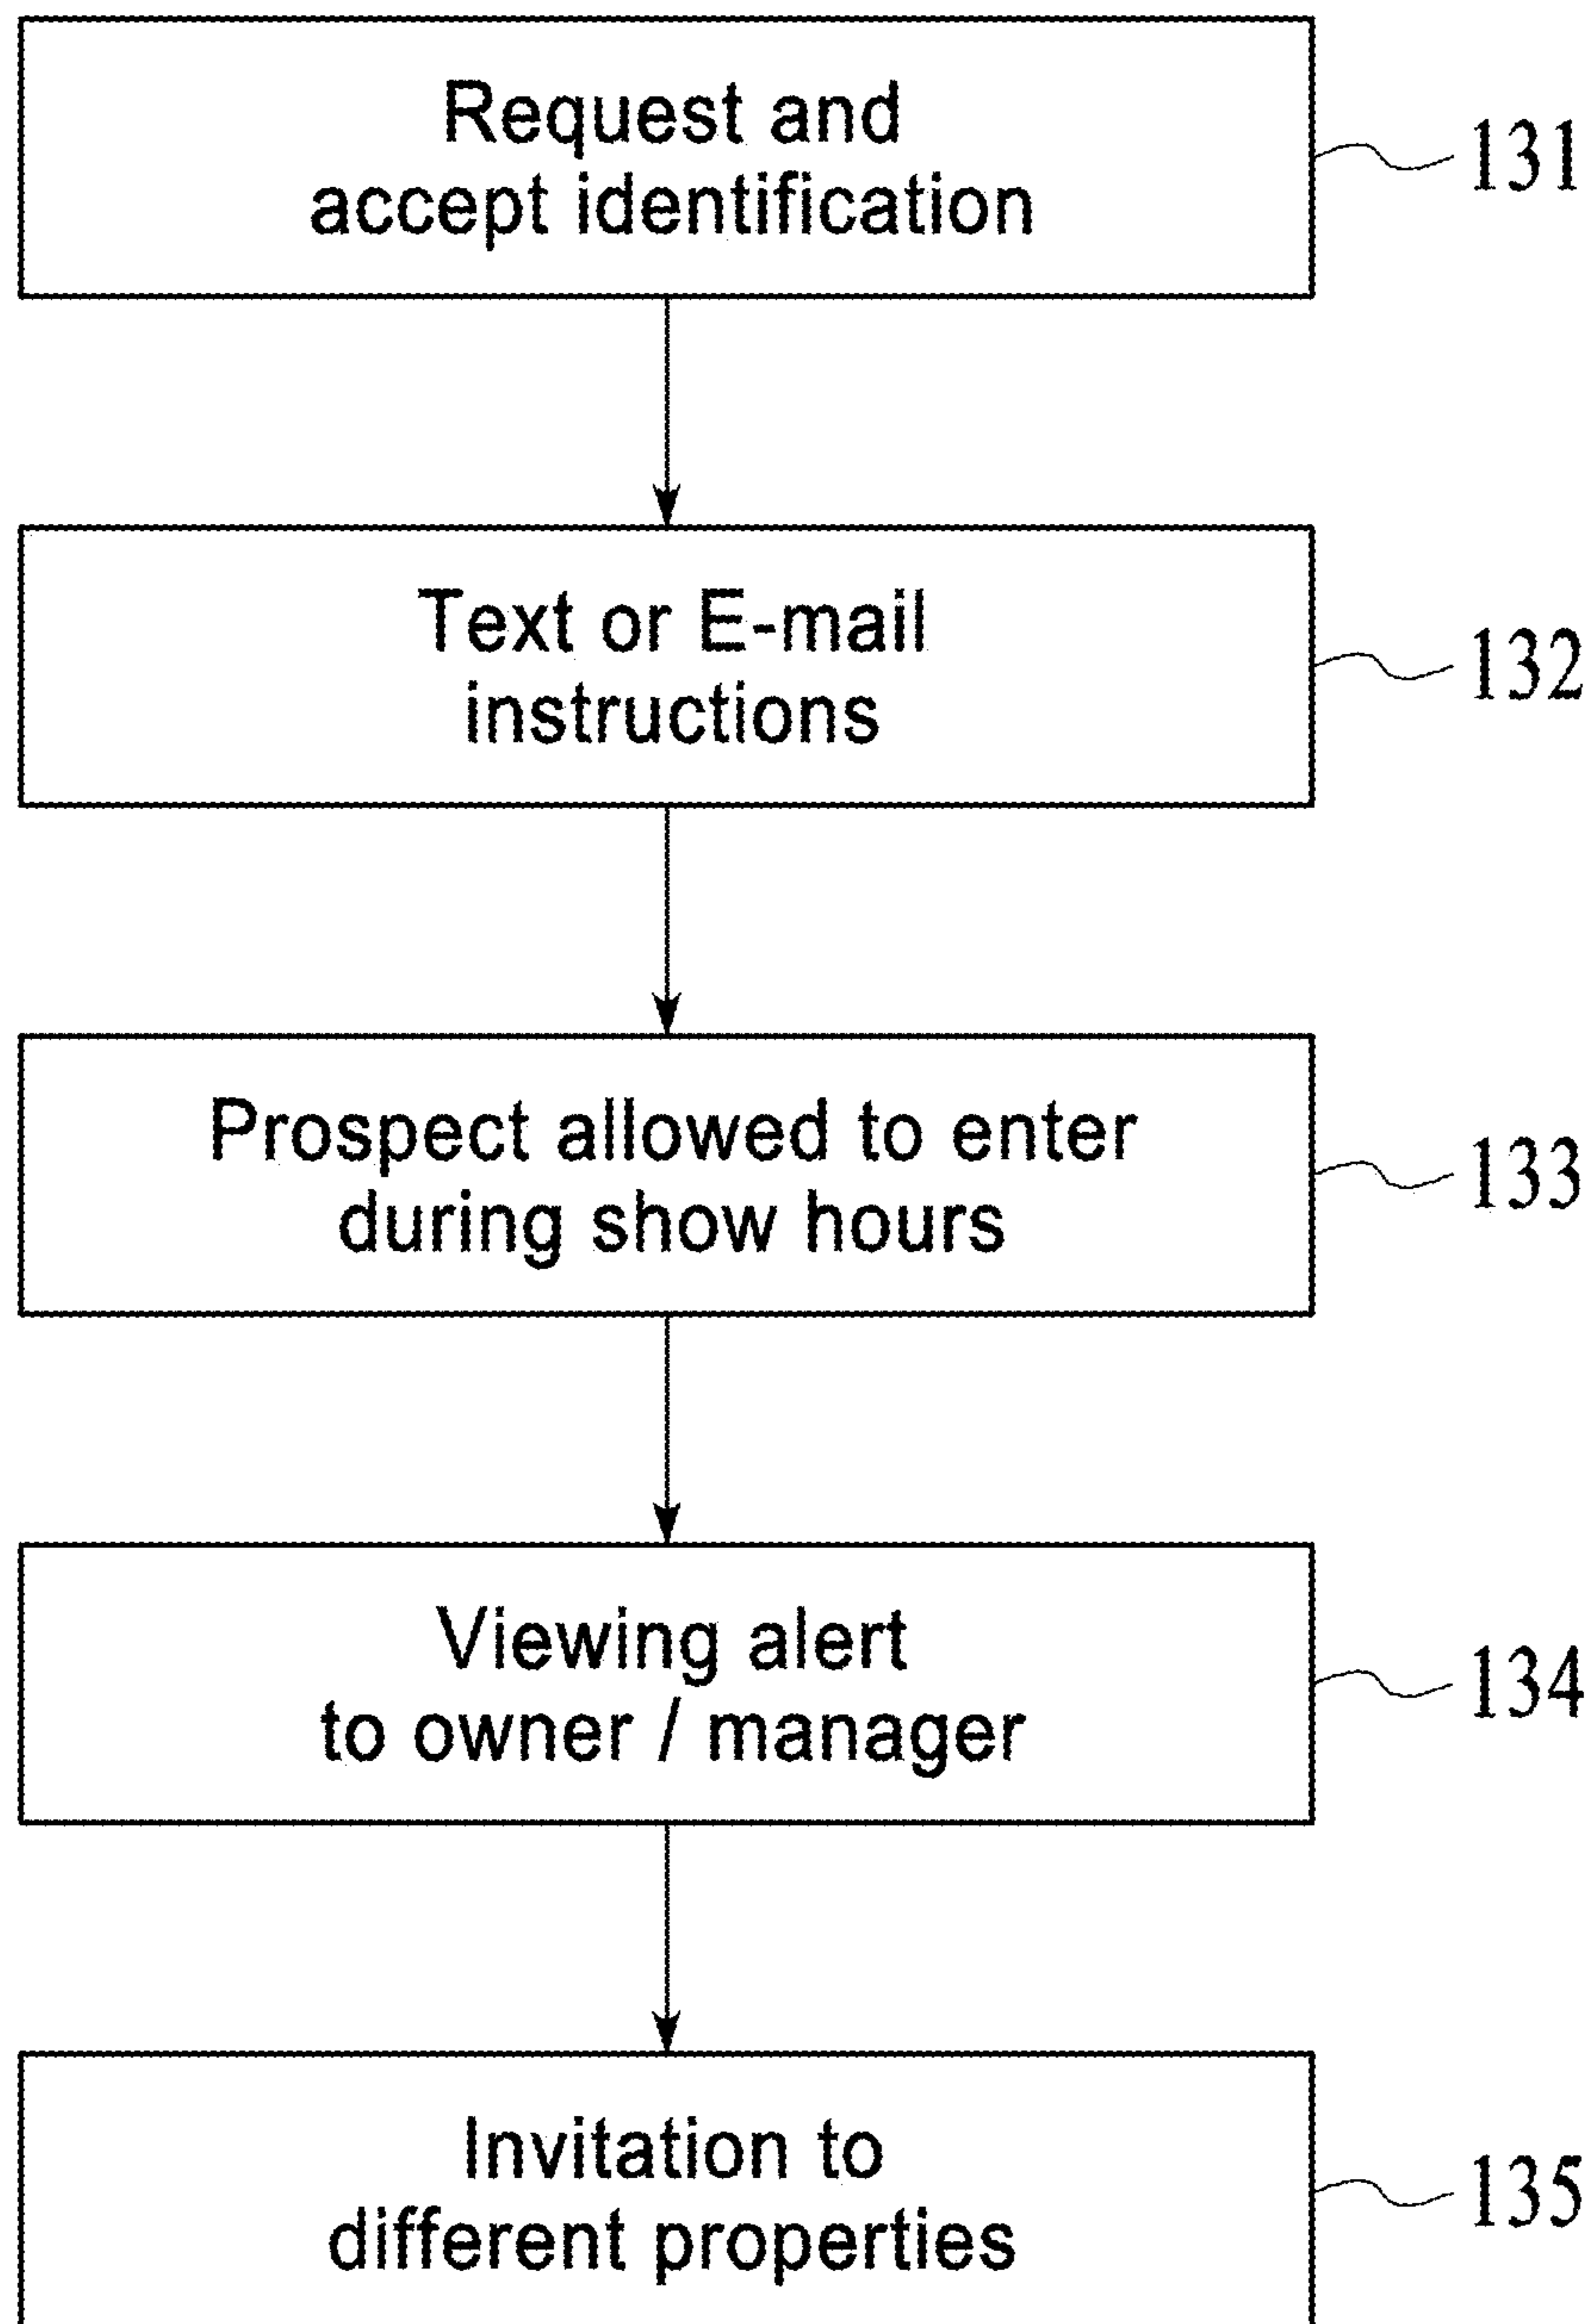 Request and
accept identification
131
Text or E-mail
instructions
132
Prospect allowed to enter
during show hours
133
Viewing alert
to owner / manager
134
Invitation to
different properties
135